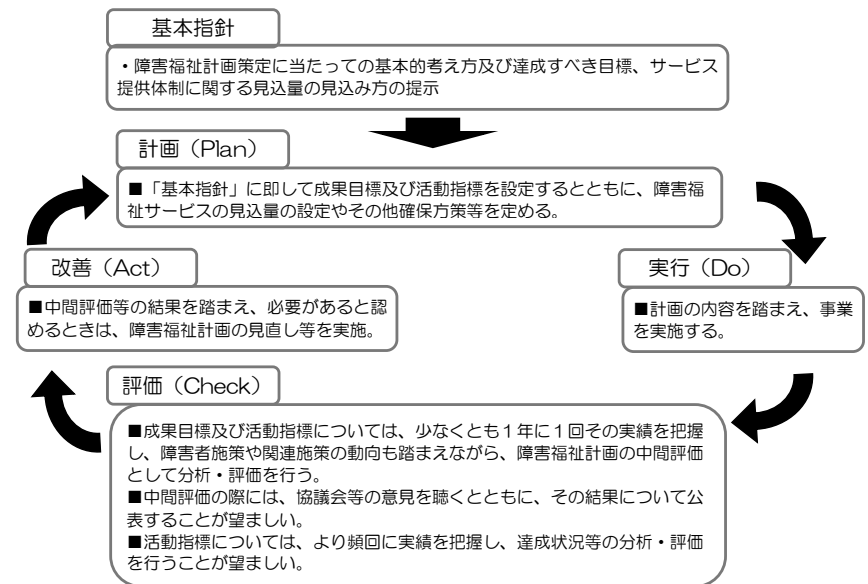 基本指針
・障害福祉計画策定に当たっての基本的考え方及び達成すべき目標、サービス
提供体制に関する見込量の見込み方の提示
計画（Plan）
■「基本指針」に即して成果目標及び活動指標を設定するとともに、障害福
祉サービスの見込量の設定やその他確保方策等を定める。
改善（Act）
■中間評価等の結果を踏まえ、必要があると認
めるときは、障害福祉計画の見直し等を実施。
実行（Do）
■計画の内容を踏まえ、事業
を実施する。
評価（Check）
■成果目標及び活動指標については、少なくとも１年に１回その実績を把握
し、障害者施策や関連施策の動向も踏まえながら、障害福祉計画の中間評価
として分析・評価を行う。
■中間評価の際には、協議会等の意見を聴くとともに、その結果について公
表することが望ましい。
■活動指標については、より頻回に実績を把握し、達成状況等の分析・評価
を行うことが望ましい。